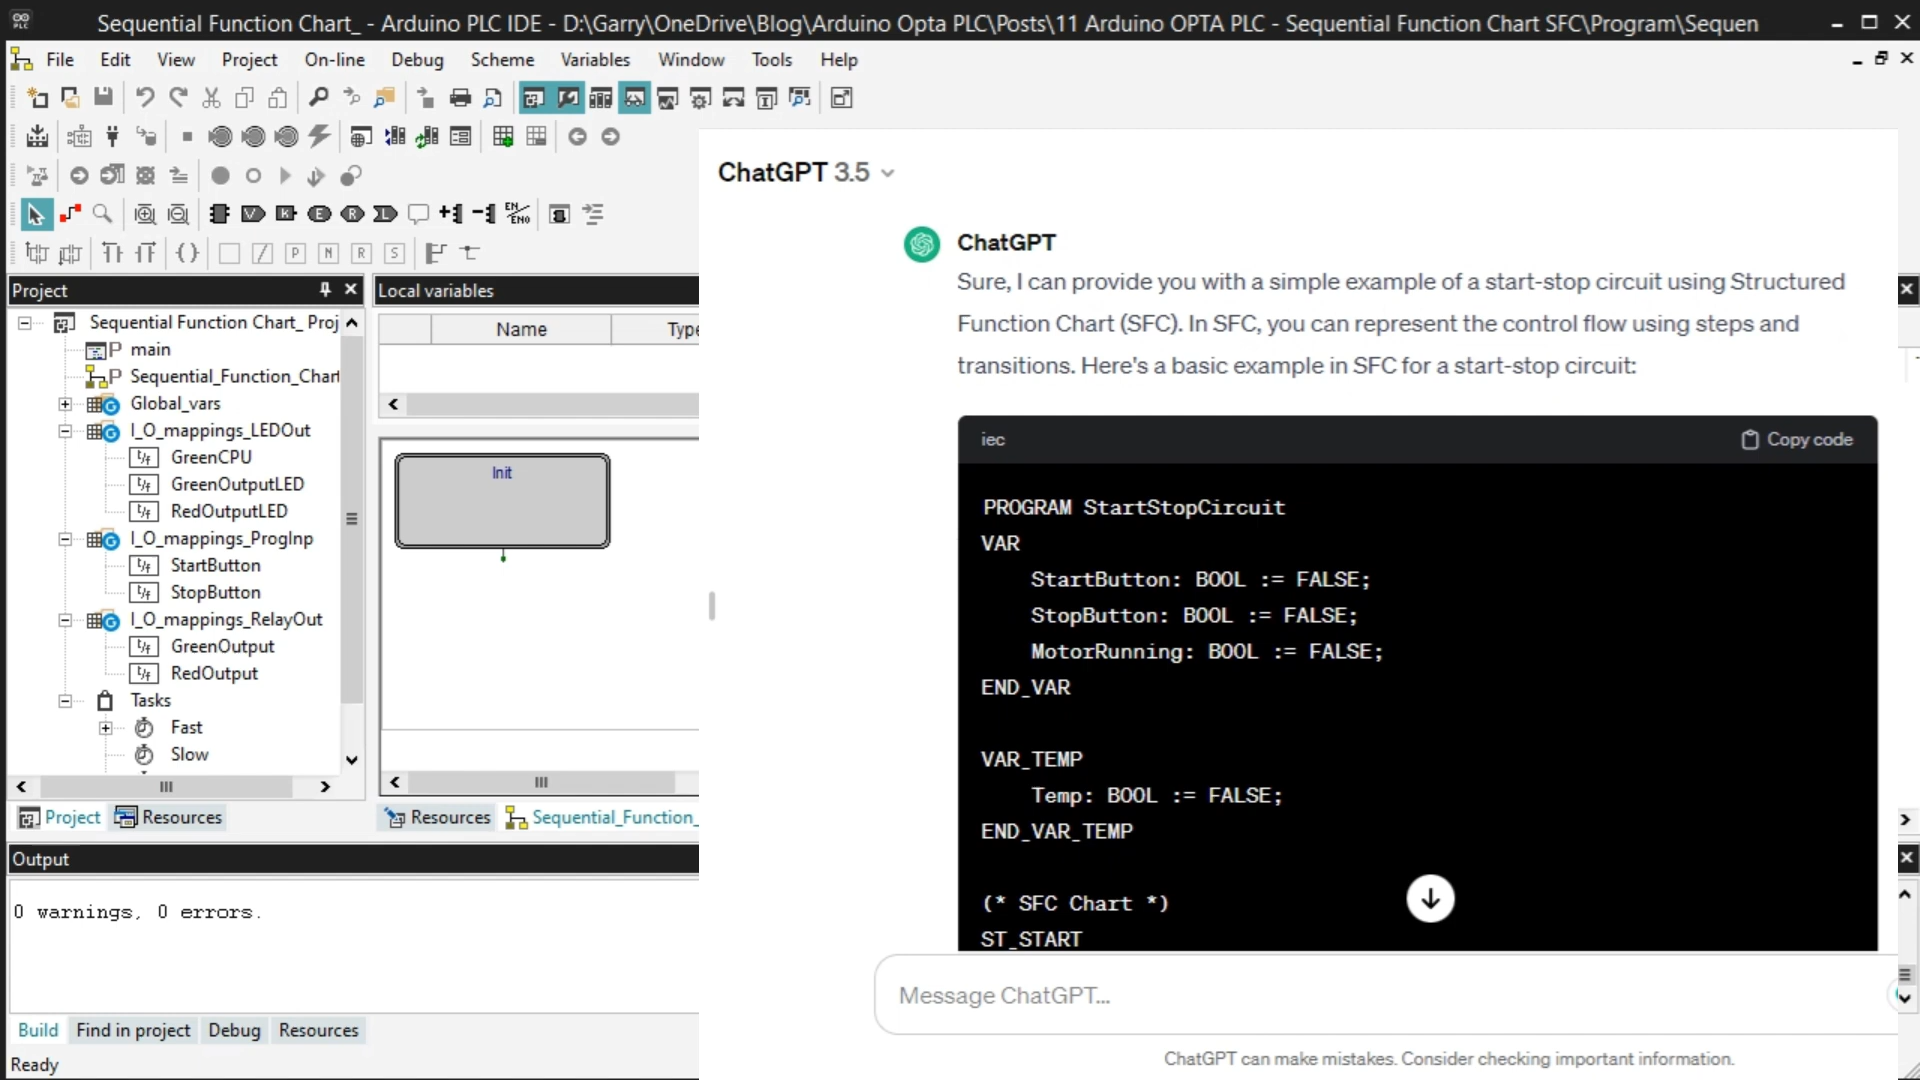 Sequential Function Chart_ - Arduino PLC IDE - D:\Garry\OneDrive\Blog\Arduino Opta PLC\Posts\11 Arduino OPTA PLC - Sequential Function Chart SFC\Program\Sequen
File Edit View Project On-line Debug Scheme Variables Window Tools Help
EN/ENO
P N R S
Project
Sequential Function Chart_ Proj
main
Sequential_Function_Chart
Global_vars
I_O_mappings_LEDOut
GreenCPU
GreenOutputLED
RedOutputLED
I_O_mappings_ProgInp
StartButton
StopButton
I_O_mappings_RelayOut
GreenOutput
RedOutput
Tasks
Fast
Slow
Project Resources
Local variables
Name Type
Init
Resources Sequential_Function_
Output
0 warnings, 0 errors.
Build Find in project Debug Resources
Ready
ChatGPT 3.5
ChatGPT
Sure, I can provide you with a simple example of a start-stop circuit using Structured
Function Chart (SFC). In SFC, you can represent the control flow using steps and
transitions. Here's a basic example in SFC for a start-stop circuit:
iec Copy code
PROGRAM StartStopCircuit
VAR
StartButton: BOOL := FALSE;
StopButton: BOOL := FALSE;
MotorRunning: BOOL := FALSE;
END_VAR
VAR_TEMP
Temp: BOOL := FALSE;
END_VAR_TEMP
(* SFC Chart *)
ST_START
Message ChatGPT...
ChatGPT can make mistakes. Consider checking important information.